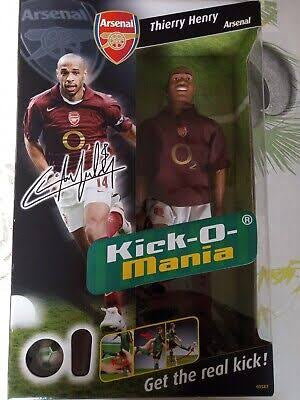 Arsenal
Arsenal
Thierry Henry
Arsenal
O2
O2
14
Kick-O-
Mania
®
Get the real kick!